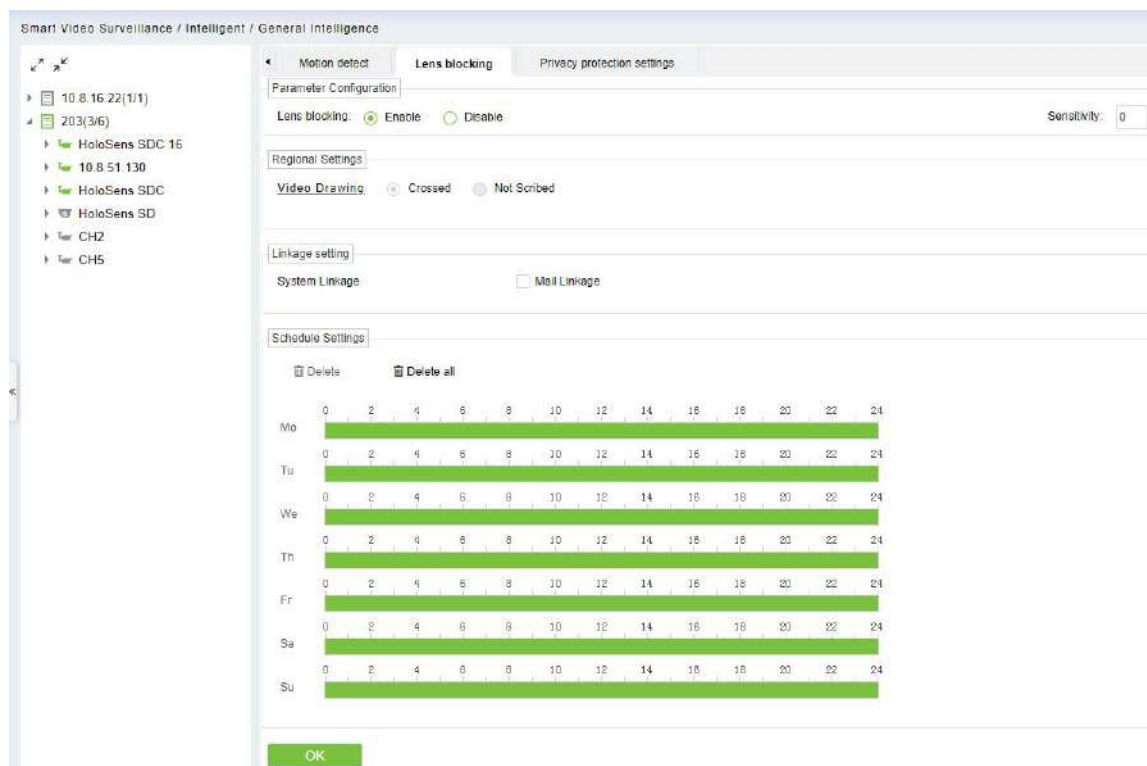 Smart Video Surveillance / Intelligent / General Intelligence
Motion detect Lens blocking Privacy protection settings
Parameter Configuration
Lens blocking: Enable Disable Sensitivity: 0
Regional Settings
Video Drawing Crossed Not Scribed
Linkage setting
System Linkage Mail Linkage
Schedule Settings
Delete Delete all
0 2 4 6 8 10 12 14 16 18 20 22 24
Mo
0 2 4 6 8 10 12 14 16 18 20 22 24
Tu
0 2 4 6 8 10 12 14 16 18 20 22 24
We
0 2 4 6 8 10 12 14 16 18 20 22 24
Th
0 2 4 6 8 10 12 14 16 18 20 22 24
Fr
0 2 4 6 8 10 12 14 16 18 20 22 24
Sa
0 2 4 6 8 10 12 14 16 18 20 22 24
Su
OK
10.8.16.22(1/1)
203(3/6)
HoloSens SDC 16
10.8.51.130
HoloSens SDC
HoloSens SD
CH2
CH5